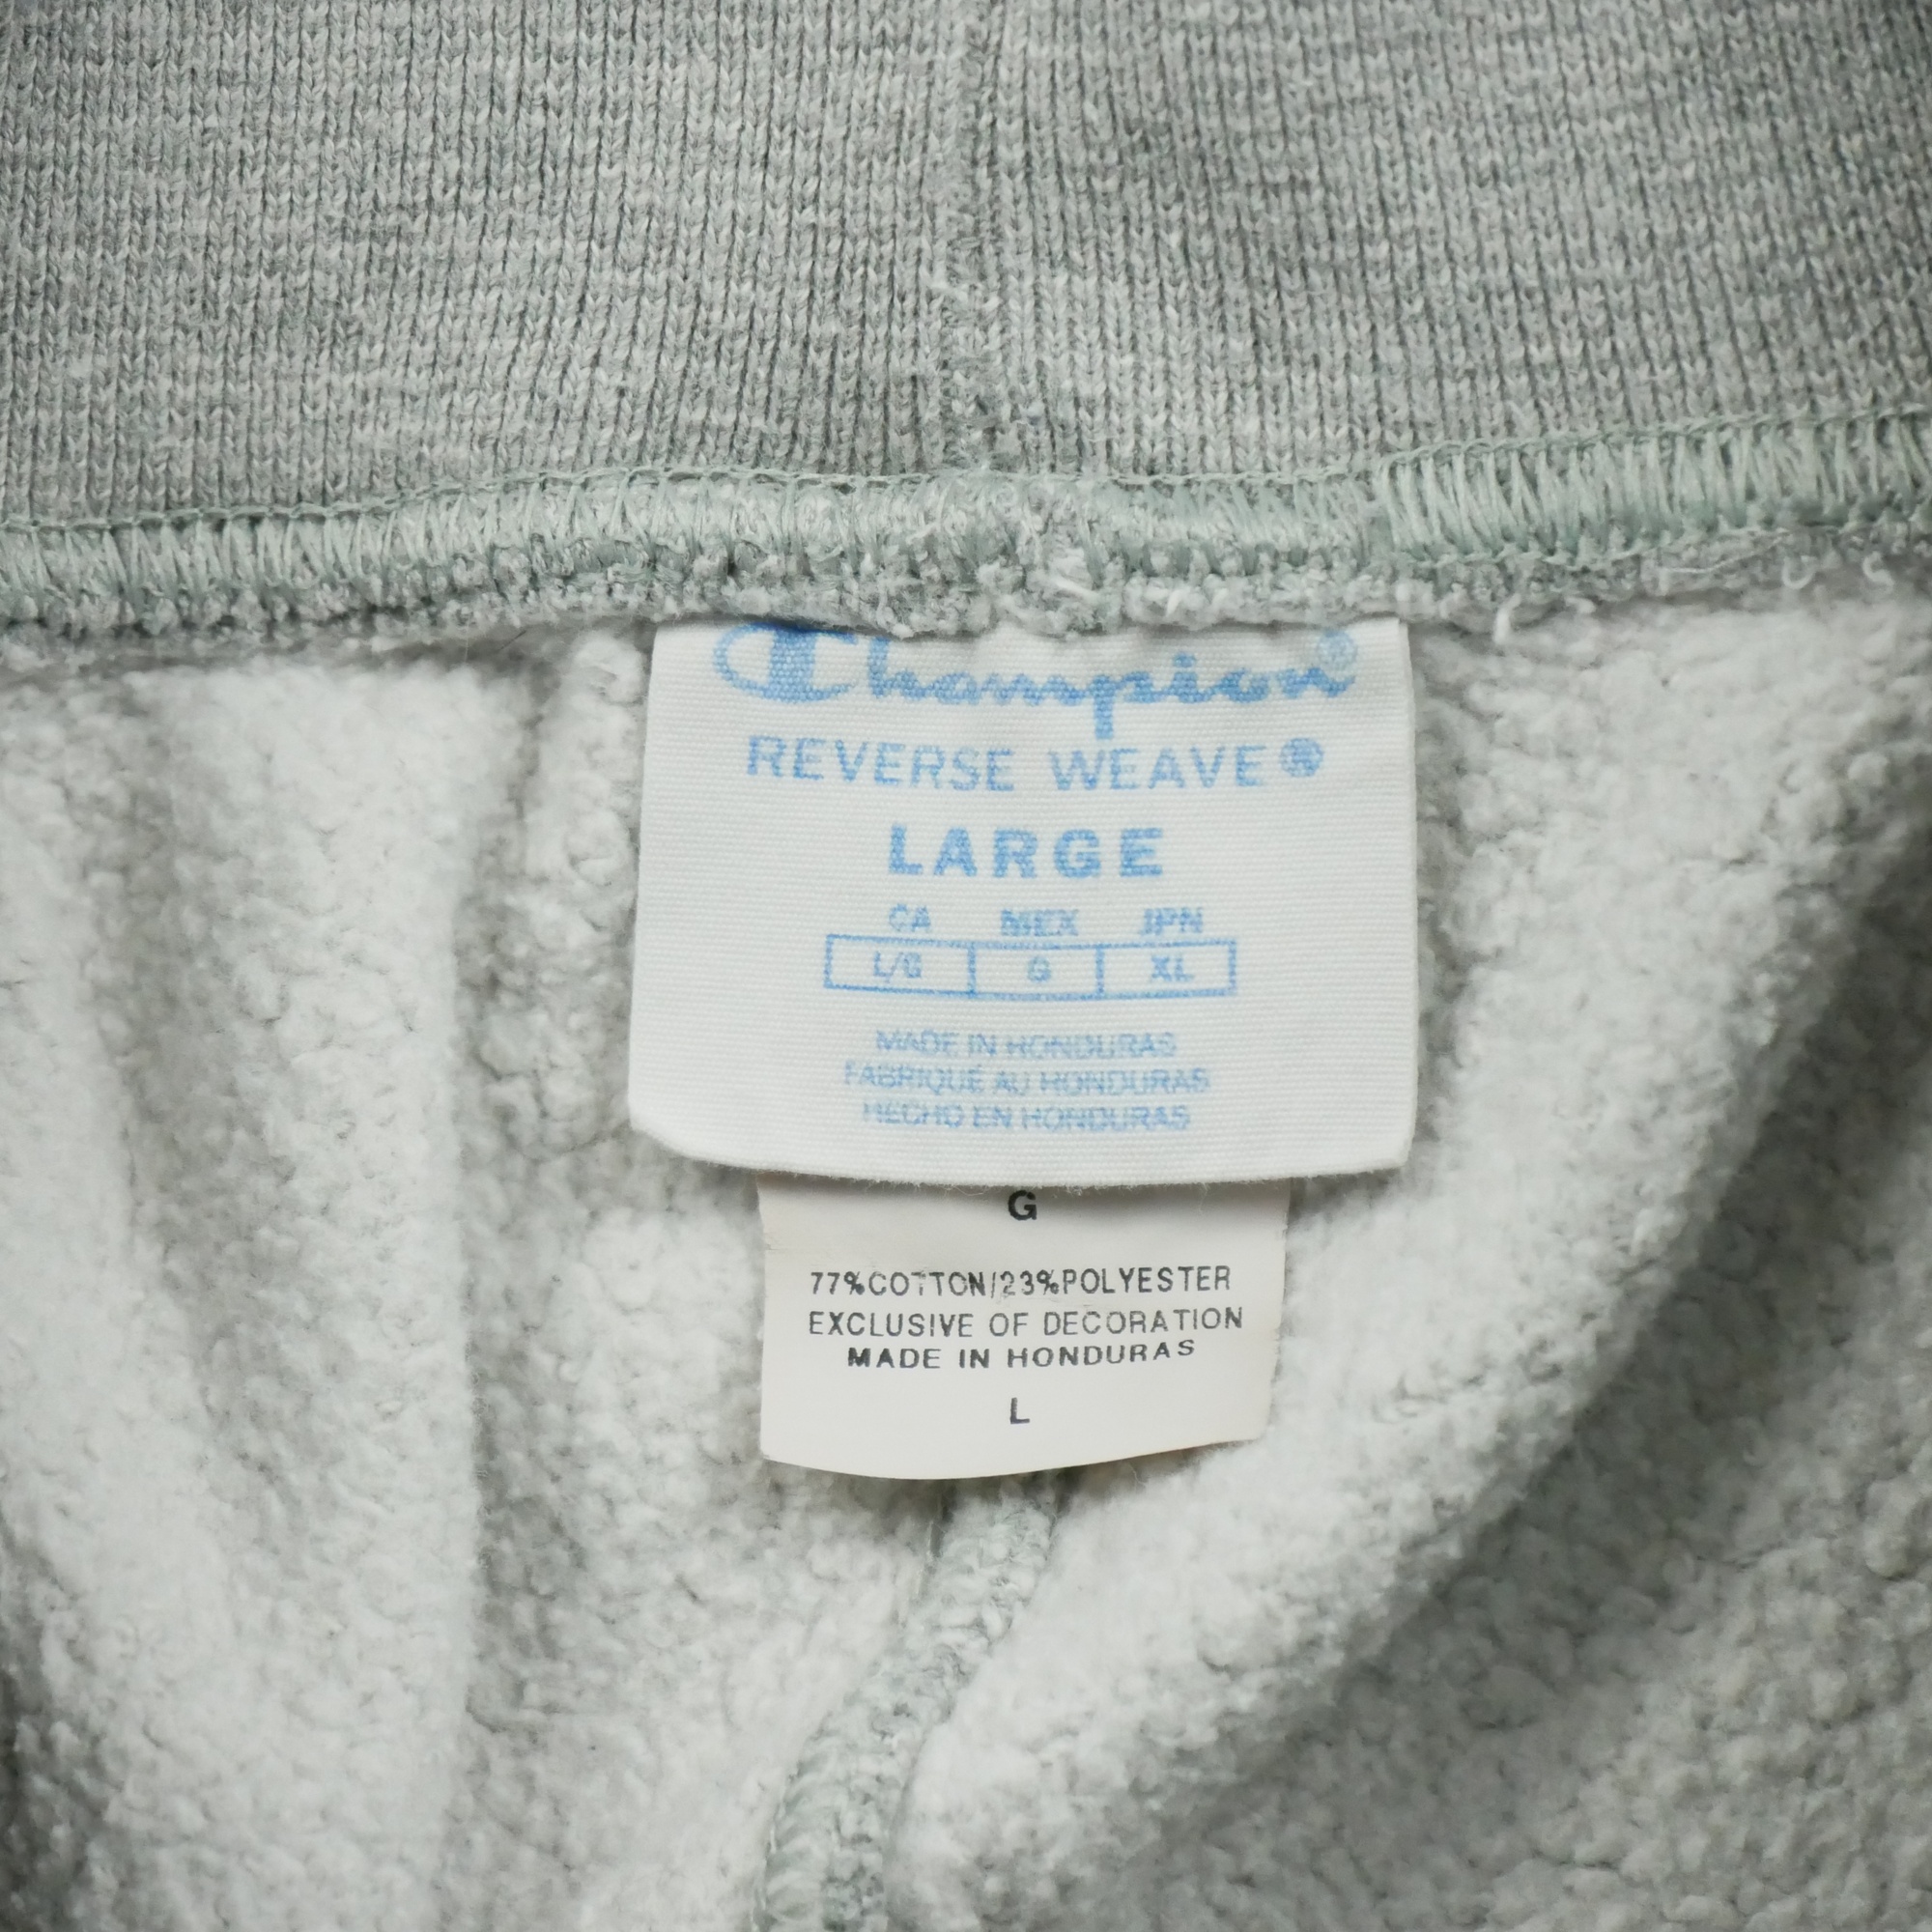 Champion®
REVERSE WEAVE®
LARGE
CA MEX JPN
L/G G XL
MADE IN HONDURAS
FABRIQUÉ AU HONDURAS
HECHO EN HONDURAS
G
77%COTTON/23%POLYESTER
EXCLUSIVE OF DECORATION
MADE IN HONDURAS
L